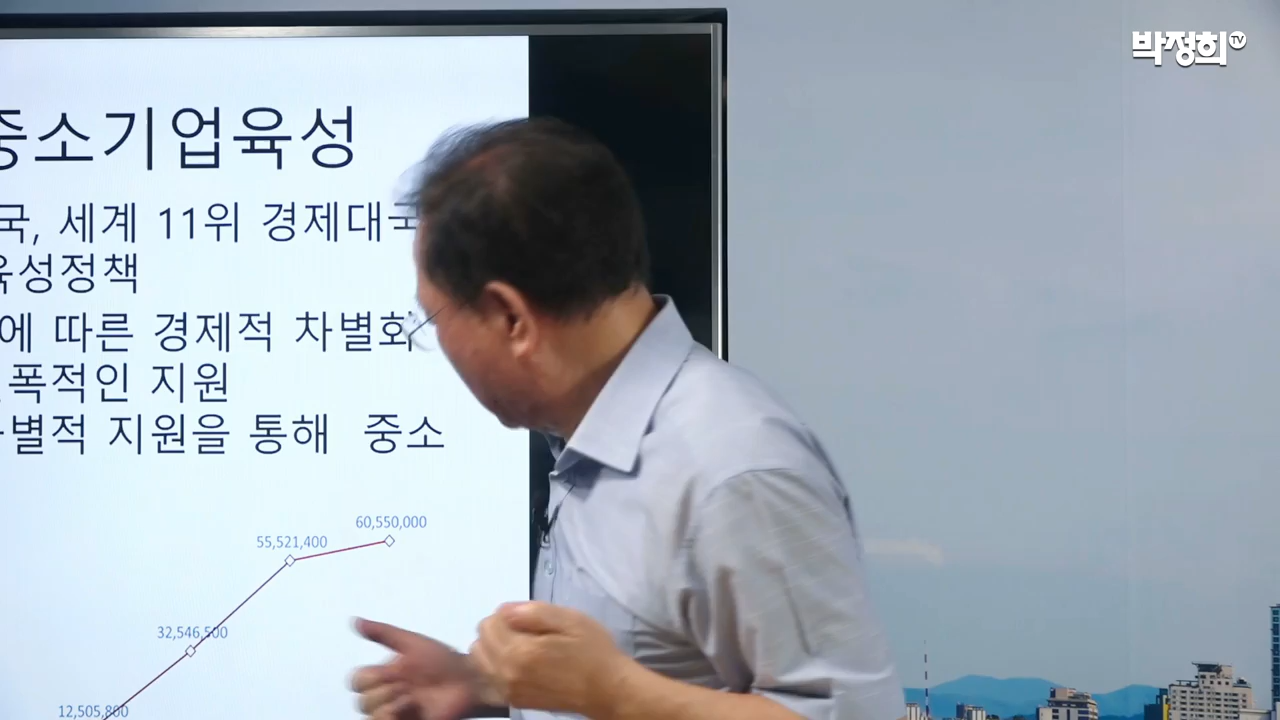 박정희TV
중소기업육성
국, 세계 11위 경제대국
육성정책
에 따른 경제적 차별화
폭적인 지원
별적 지원을 통해 중소
60,550,000
55,521,400
32,546,500
12,505,800